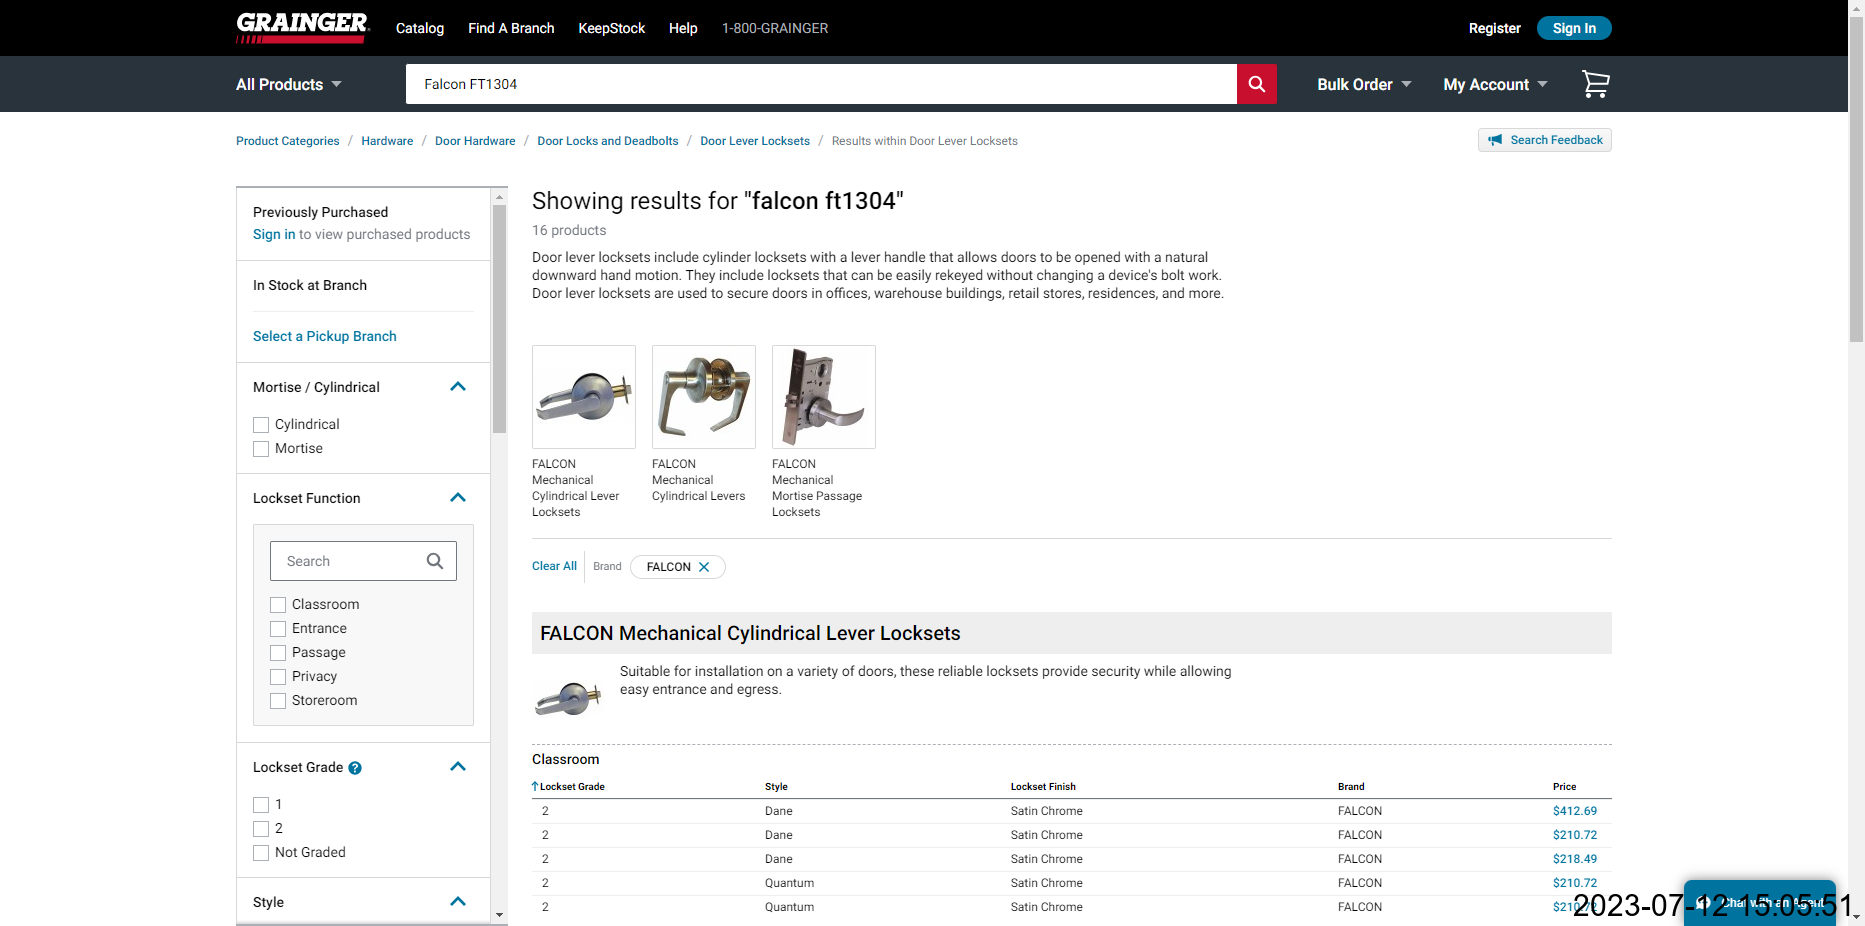 GRAINGER
Catalog
Find A Branch
KeepStock
Help
1-800-GRAINGER
Register
Sign In
All Products
Falcon FT1304
Bulk Order
My Account
Product Categories / Hardware / Door Hardware / Door Locks and Deadbolts / Door Lever Locksets / Results within Door Lever Locksets
Search Feedback
Previously Purchased
Sign in to view purchased products
In Stock at Branch
Select a Pickup Branch
Mortise / Cylindrical
Cylindrical
Mortise
Lockset Function
Search
Classroom
Entrance
Passage
Privacy
Storeroom
Lockset Grade ?
1
2
Not Graded
Style
Showing results for "falcon ft1304"
16 products
Door lever locksets include cylinder locksets with a lever handle that allows doors to be opened with a natural
downward hand motion. They include locksets that can be easily rekeyed without changing a device's bolt work.
Door lever locksets are used to secure doors in offices, warehouse buildings, retail stores, residences, and more.
FALCON
Mechanical
Cylindrical Lever
Locksets
FALCON
Mechanical
Cylindrical Levers
FALCON
Mechanical
Mortise Passage
Locksets
Clear All
Brand
FALCON
FALCON Mechanical Cylindrical Lever Locksets
Suitable for installation on a variety of doors, these reliable locksets provide security while allowing
easy entrance and egress.
Classroom
Lockset Grade Style Lockset Finish Brand Price
2 Dane Satin Chrome FALCON $412.69
2 Dane Satin Chrome FALCON $210.72
2 Dane Satin Chrome FALCON $218.49
2 Quantum Satin Chrome FALCON $210.72
2 Quantum Satin Chrome FALCON $210.72
Chat with an Agent
2023-07-12 15:05:51